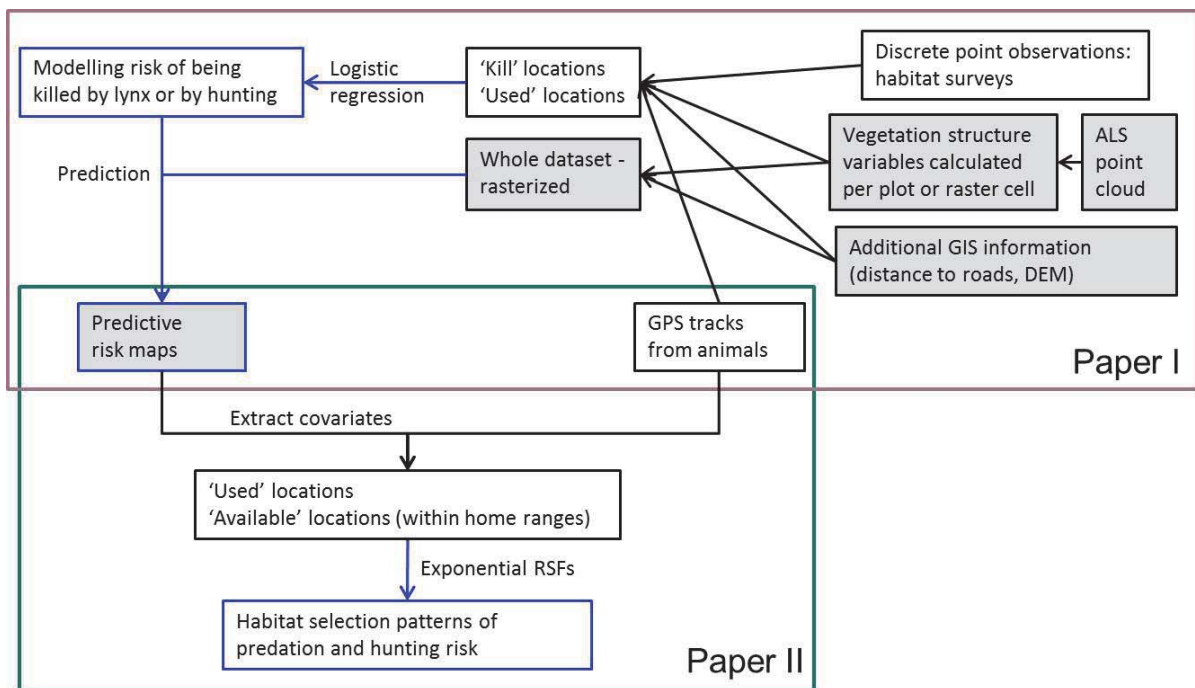 Modelling risk of being
killed by lynx or by hunting
Logistic
regression
‘Kill’ locations
‘Used’ locations
Discrete point observations:
habitat surveys
Prediction
Whole dataset -
rasterized
Vegetation structure
variables calculated
per plot or raster cell
ALS
point
cloud
Additional GIS information
(distance to roads, DEM)
Predictive
risk maps
GPS tracks
from animals
Paper I
Extract covariates
‘Used’ locations
‘Available’ locations (within home ranges)
Exponential RSFs
Habitat selection patterns of
predation and hunting risk
Paper II